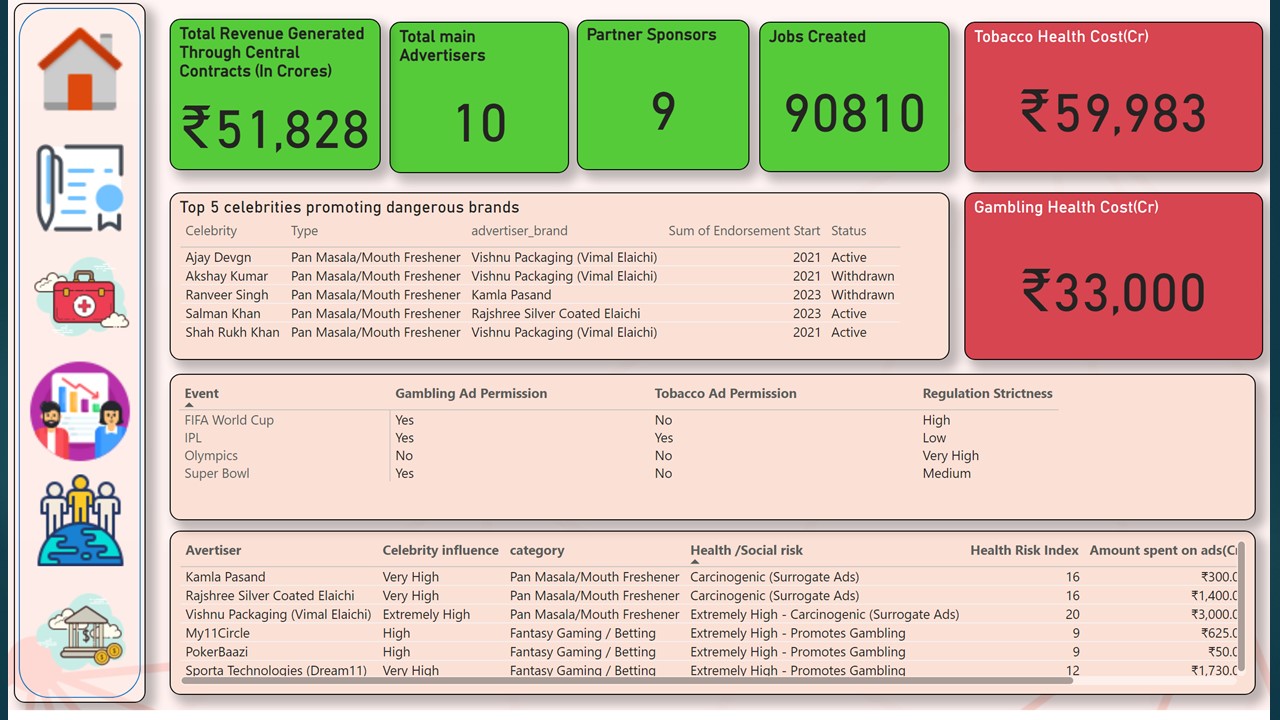 Total Revenue Generated
Through Central
Contracts (In Crores)
₹51,828
Total main
Advertisers
10
Partner Sponsors
9
Jobs Created
90810
Tobacco Health Cost(Cr)
₹59,983
Top 5 celebrities promoting dangerous brands
Celebrity Type advertiser_brand Sum of Endorsement Start Status
Ajay Devgn Pan Masala/Mouth Freshener Vishnu Packaging (Vimal Elaichi) 2021 Active
Akshay Kumar Pan Masala/Mouth Freshener Vishnu Packaging (Vimal Elaichi) 2021 Withdrawn
Ranveer Singh Pan Masala/Mouth Freshener Kamla Pasand 2023 Withdrawn
Salman Khan Pan Masala/Mouth Freshener Rajshree Silver Coated Elaichi 2023 Active
Shah Rukh Khan Pan Masala/Mouth Freshener Vishnu Packaging (Vimal Elaichi) 2021 Active
Gambling Health Cost(Cr)
₹33,000
Event Gambling Ad Permission Tobacco Ad Permission Regulation Strictness
FIFA World Cup Yes No High
IPL Yes Yes Low
Olympics No No Very High
Super Bowl Yes No Medium
Avertiser Celebrity influence category Health /Social risk Health Risk Index Amount spent on ads(Cr
Kamla Pasand Very High Pan Masala/Mouth Freshener Carcinogenic (Surrogate Ads) 16 ₹300.0
Rajshree Silver Coated Elaichi Very High Pan Masala/Mouth Freshener Carcinogenic (Surrogate Ads) 16 ₹1,400.0
Vishnu Packaging (Vimal Elaichi) Extremely High Pan Masala/Mouth Freshener Extremely High - Carcinogenic (Surrogate Ads) 20 ₹3,000.0
My11Circle High Fantasy Gaming / Betting Extremely High - Promotes Gambling 9 ₹625.0
PokerBaazi High Fantasy Gaming / Betting Extremely High - Promotes Gambling 9 ₹50.0
Sporta Technologies (Dream11) Very High Fantasy Gaming / Betting Extremely High - Promotes Gambling 12 ₹1,730.0